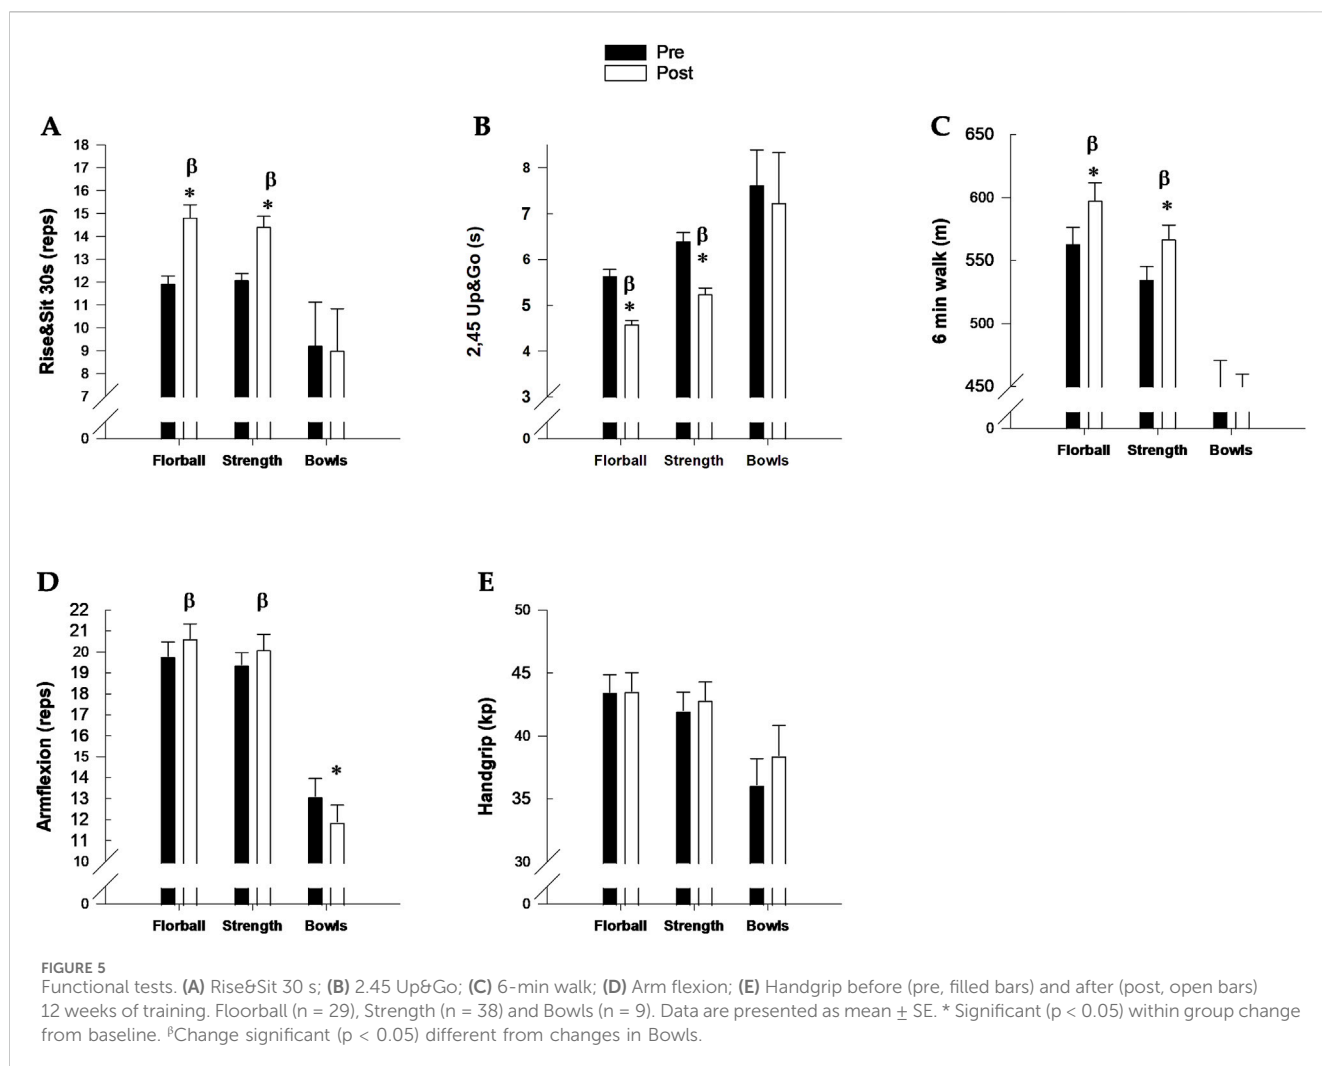 Pre
Post
A
18
17
16
15
14
13
12
11
10
9
8
7
0
Rise&Sit 30s (reps)
β
*
β
*
Florball
Strength
Bowls
B
8
7
6
5
4
3
0
2,45 Up&Go (s)
β
*
β
*
Florball
Strength
Bowls
C
650
600
550
500
450
0
6 min walk (m)
β
*
β
*
Florball
Strength
Bowls
D
22
21
20
19
18
17
16
15
14
13
12
11
10
0
Armflexion (reps)
β
β
*
Florball
Strength
Bowls
E
50
45
40
35
30
0
Handgrip (kp)
Florball
Strength
Bowls
FIGURE 5
Functional tests. (A) Rise&Sit 30 s; (B) 2.45 Up&Go; (C) 6-min walk; (D) Arm flexion; (E) Handgrip before (pre, filled bars) and after (post, open bars)
12 weeks of training. Floorball (n = 29), Strength (n = 38) and Bowls (n = 9). Data are presented as mean ± SE. * Significant (p < 0.05) within group change
from baseline. βChange significant (p < 0.05) different from changes in Bowls.